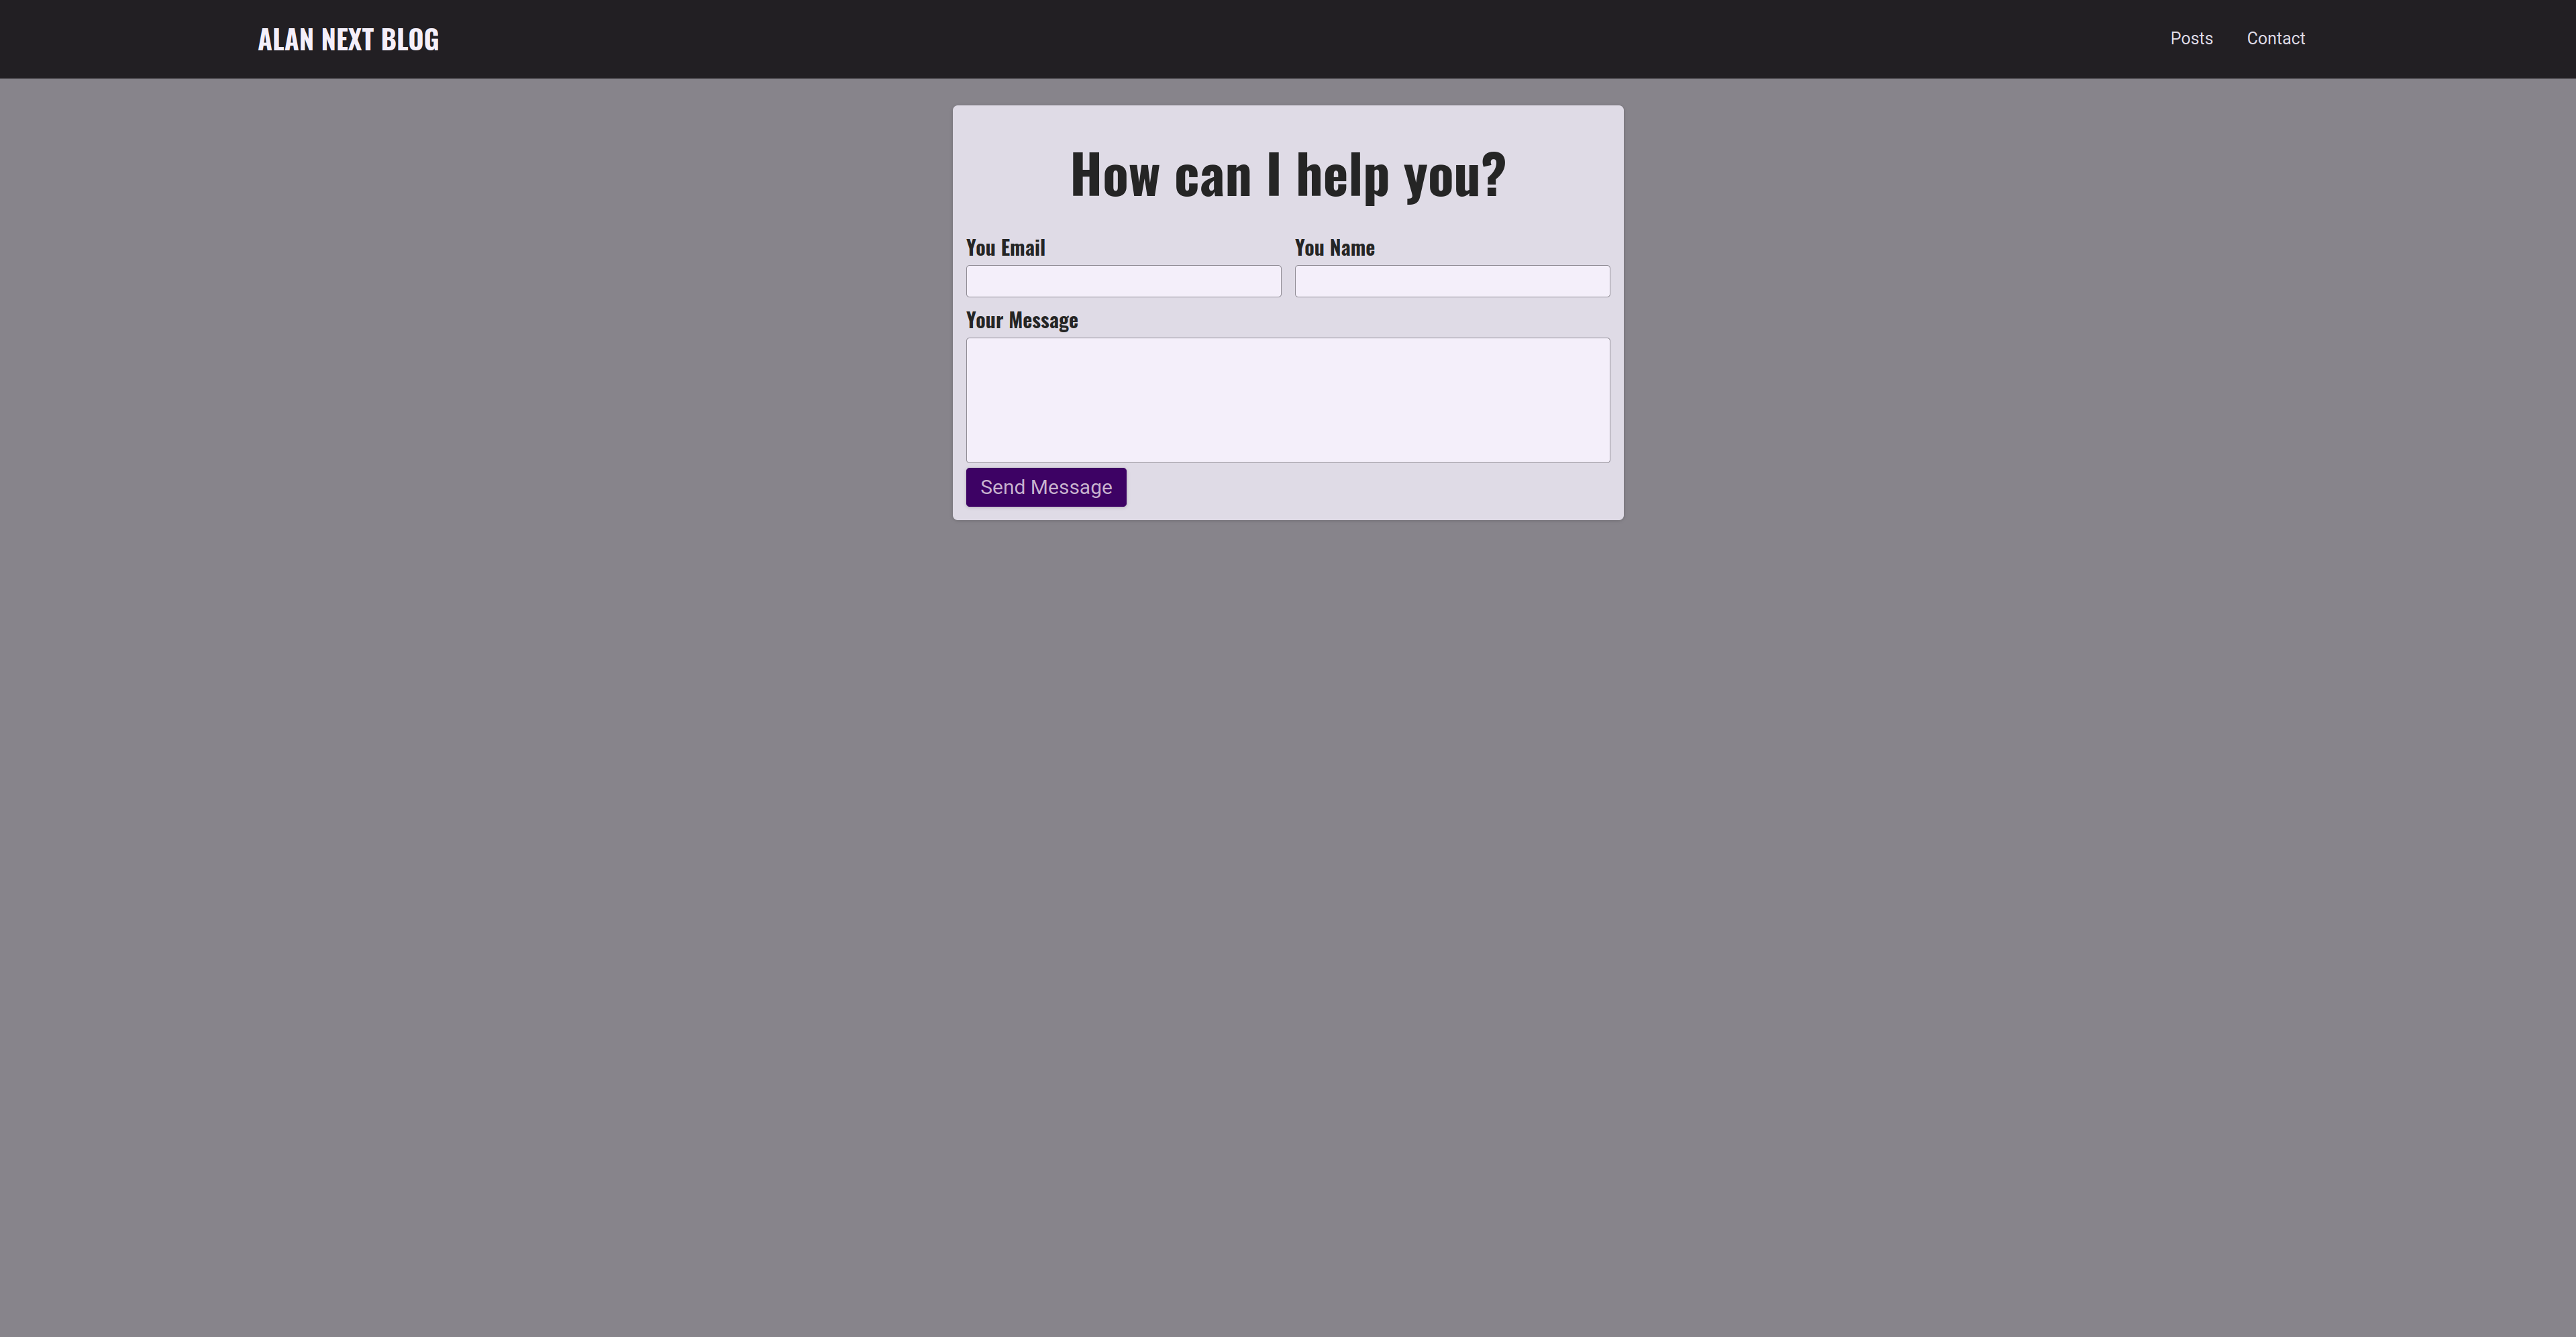 ALAN NEXT BLOG
Posts
Contact
How can I help you?
You Email
You Name
Your Message
Send Message